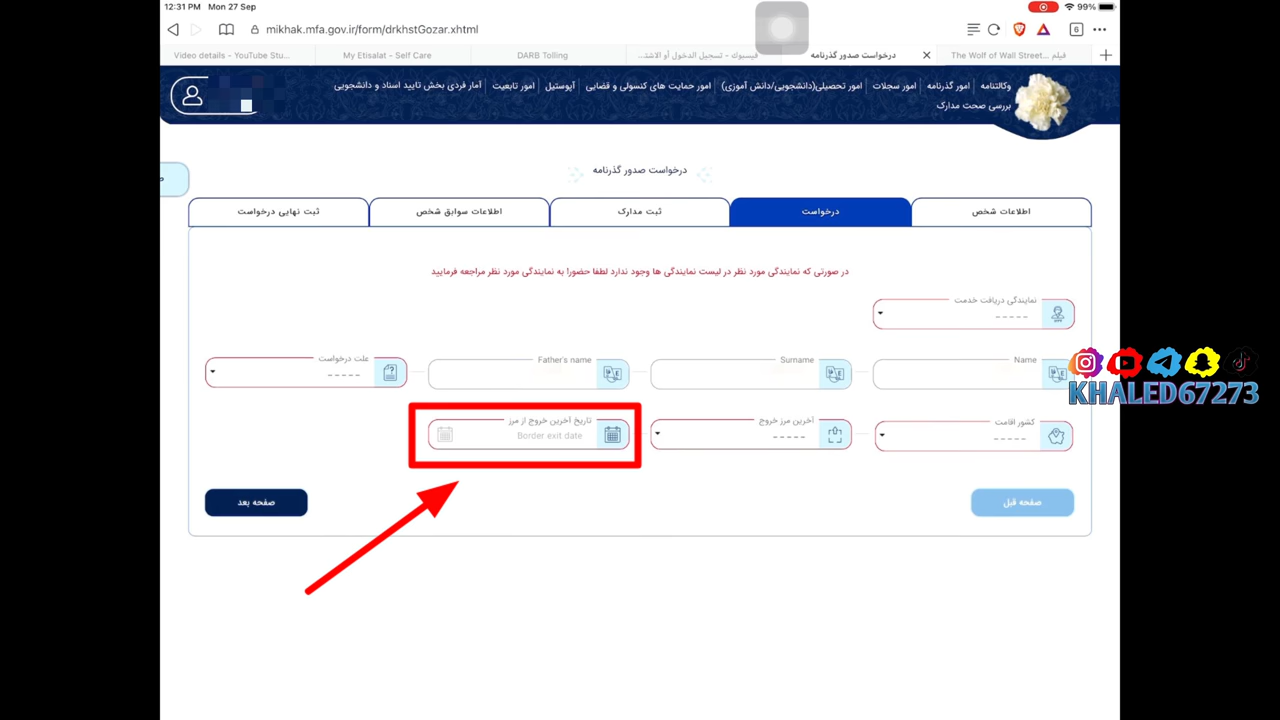 12:31 PM Mon 27 Sep
99%
mikhak.mfa.gov.ir/form/drkhstGozar.xhtml
6
Video details - YouTube Stu...
My Etisalat - Self Care
DARB Tolling
فيسبوك - تسجيل الدخول أو الاشتـ...
درخواست صدور گذرنامه
The Wolf of Wall Street... فیلم
وکالتنامه
امور گذرنامه
امور سجلات
امور تحصیلی(دانشجویی/دانش آموزی)
امور حمایت های کنسولی و قضایی
آپوستیل
امور تابعیت
آمار فردی بخش تایید اسناد و دانشجویی
بررسی صحت مدارک
درخواست صدور گذرنامه
اطلاعات شخص
درخواست
ثبت مدارک
اطلاعات سوابق شخص
ثبت نهایی درخواست
در صورتی که نمایندگی مورد نظر در لیست نمایندگی ها وجود ندارد لطفا حضورا به نمایندگی مورد نظر مراجعه فرمایید
نمایندگی دریافت خدمت
-----
Name
Surname
Father's name
علت درخواست
-----
کشور اقامت
-----
آخرین مرز خروج
-----
تاریخ آخرین خروج از مرز
Border exit date
صفحه قبل
صفحه بعد
KHALED67273